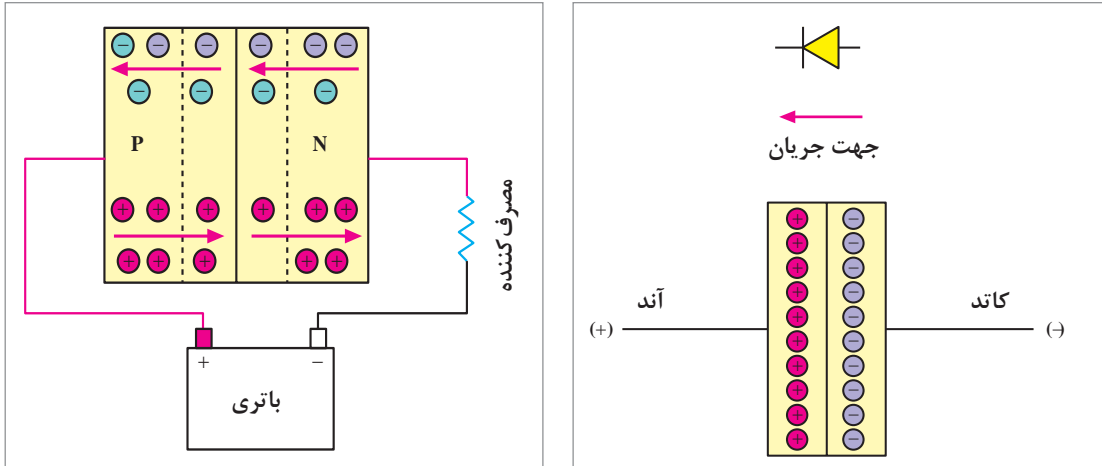 P
N
مصرف کننده
+
−
باتری
جهت جریان
آند
کاتد
(+)
(-)